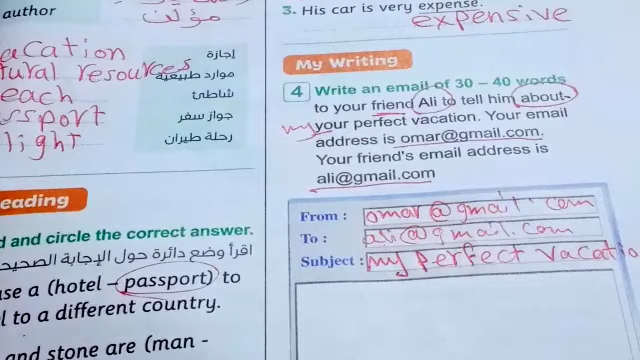 author
مؤلف
acation
إجازة
tural resources
موارد طبيعية
each
شاطئ
ssport
جواز سفر
light
رحلة طيران
eading
d and circle the correct answer.
اقرأ وضع دائرة حول الإجابة الصحيح
use a (hotel – passport) to
l to a different country.
and stone are (man -
3. His car is very expense.
expensive
My Writing
4 Write an email of 30 – 40 words
to your friend Ali to tell him about
my your perfect vacation. Your email
address is omar@gmail.com.
Your friend's email address is
ali@gmail.com
From : omar@gmail.com
To : ali@gmail.com
Subject : my perfect vacatio